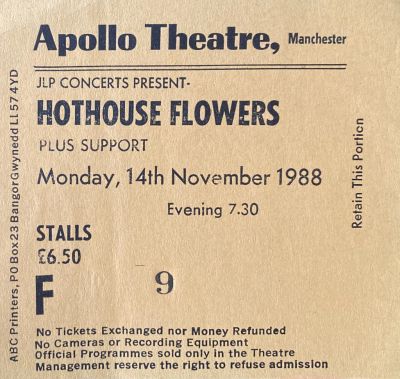 Apollo Theatre, Manchester
JLP CONCERTS PRESENT-
HOTHOUSE FLOWERS
PLUS SUPPORT
Monday, 14th November 1988
Evening 7.30
STALLS
£6.50
F 9
No Tickets Exchanged nor Money Refunded
No Cameras or Recording Equipment
Official Programmes sold only in the Theatre
Management reserve the right to refuse admission
Retain This Portion
ABC Printers, PO Box 23 Bangor Gwynedd LL57 4YD